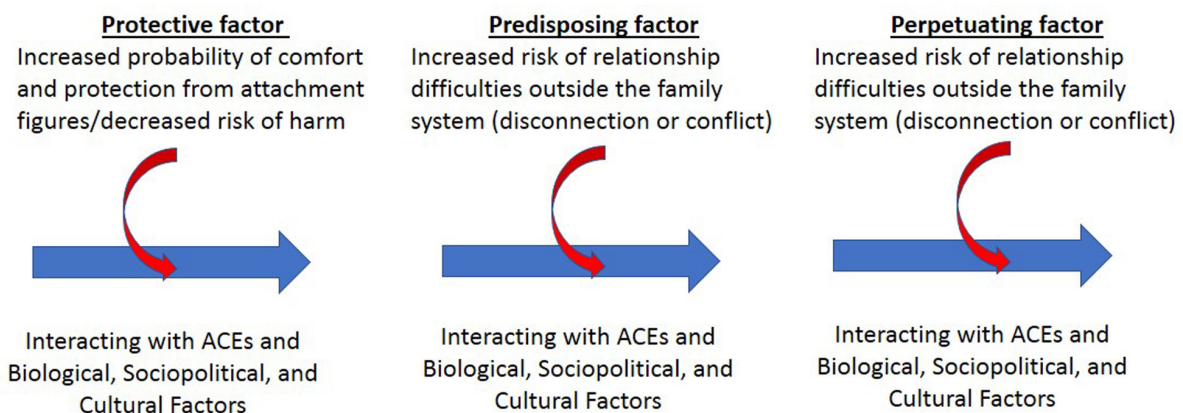 Protective factor
Increased probability of comfort
and protection from attachment
figures/decreased risk of harm
Interacting with ACEs and
Biological, Sociopolitical, and
Cultural Factors
Predisposing factor
Increased risk of relationship
difficulties outside the family
system (disconnection or conflict)
Interacting with ACEs and
Biological, Sociopolitical, and
Cultural Factors
Perpetuating factor
Increased risk of relationship
difficulties outside the family
system (disconnection or conflict)
Interacting with ACEs and
Biological, Sociopolitical, and
Cultural Factors